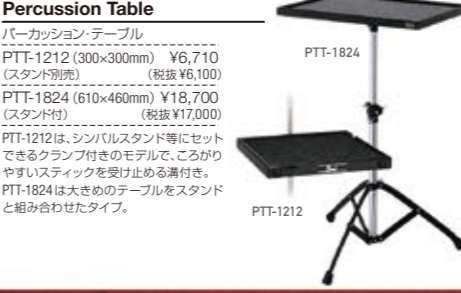 Percussion Table
パーカッション・テーブル
PTT-1212（300×300mm） ¥6,710
（スタンド別売） （税抜¥6,100）
PTT-1824（610×460mm）¥18,700
（スタンド付） （税抜¥17,000）
PTT-1212は、シンバルスタンド等にセット
できるクランプ付きのモデルで、ころがり
やすいスティックを受け止める溝付き。
PTT-1824は大きめのテーブルをスタンド
と組み合わせたタイプ。
PTT-1824
PTT-1212